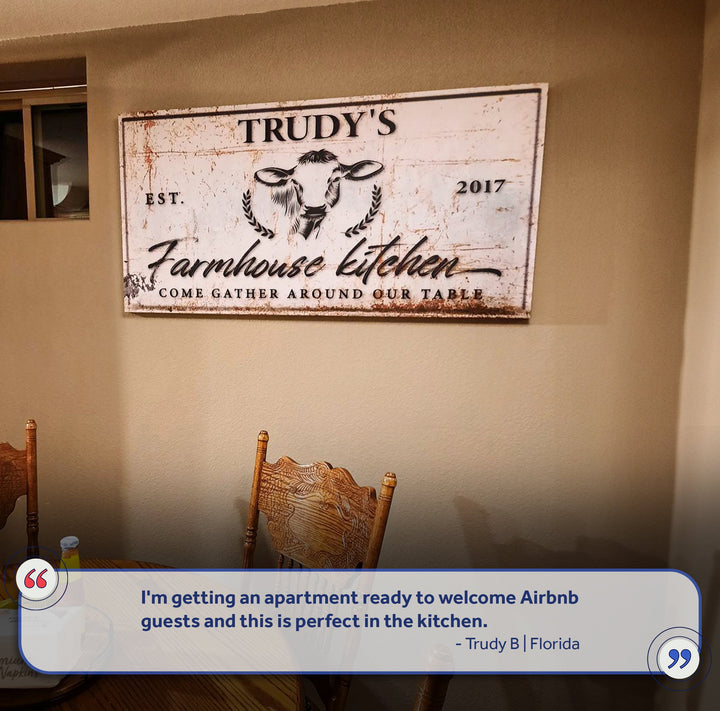 TRUDY'S
EST. 2017
Farmhouse kitchen
COME GATHER AROUND OUR TABLE
I'm getting an apartment ready to welcome Airbnb
guests and this is perfect in the kitchen.
- Trudy B | Florida
Napkins